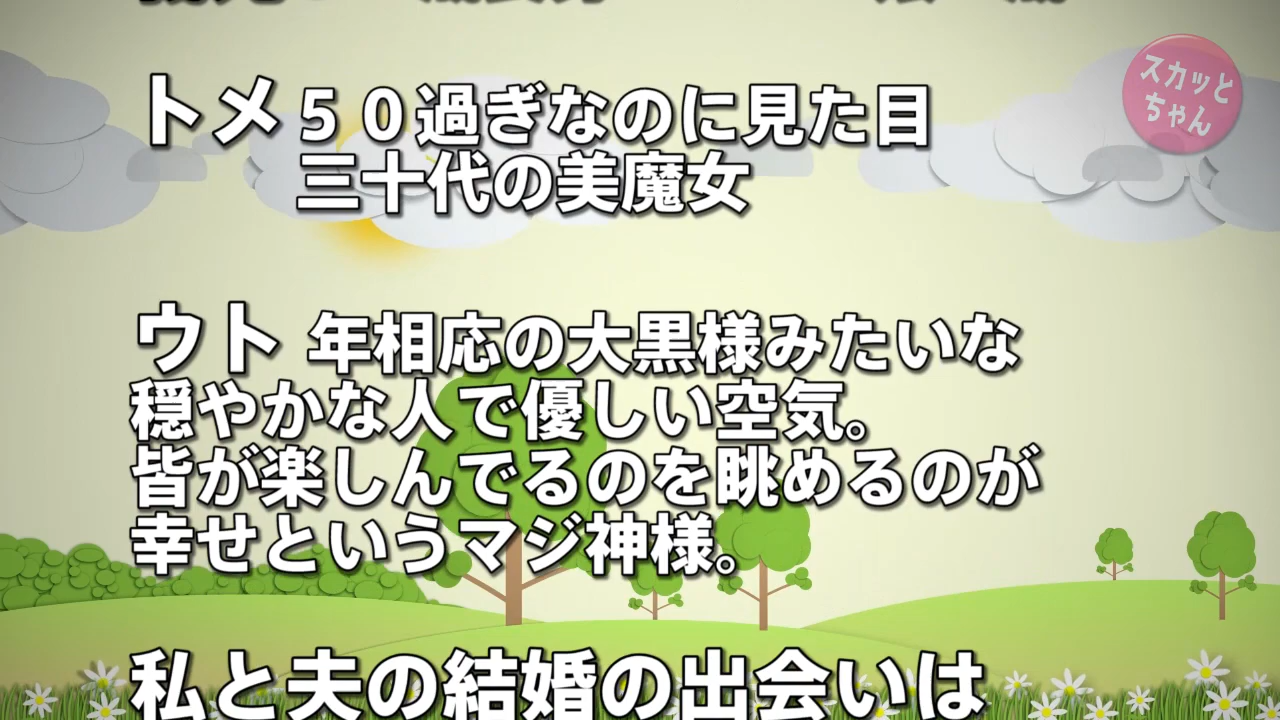 スカッと
ちゃん
トメ ５０過ぎなのに見た目
三十代の美魔女
ウト 年相応の大黒様みたいな
穏やかな人で優しい空気。
皆が楽しんでるのを眺めるのが
幸せというマジ神様。
私と夫の結婚の出会いは